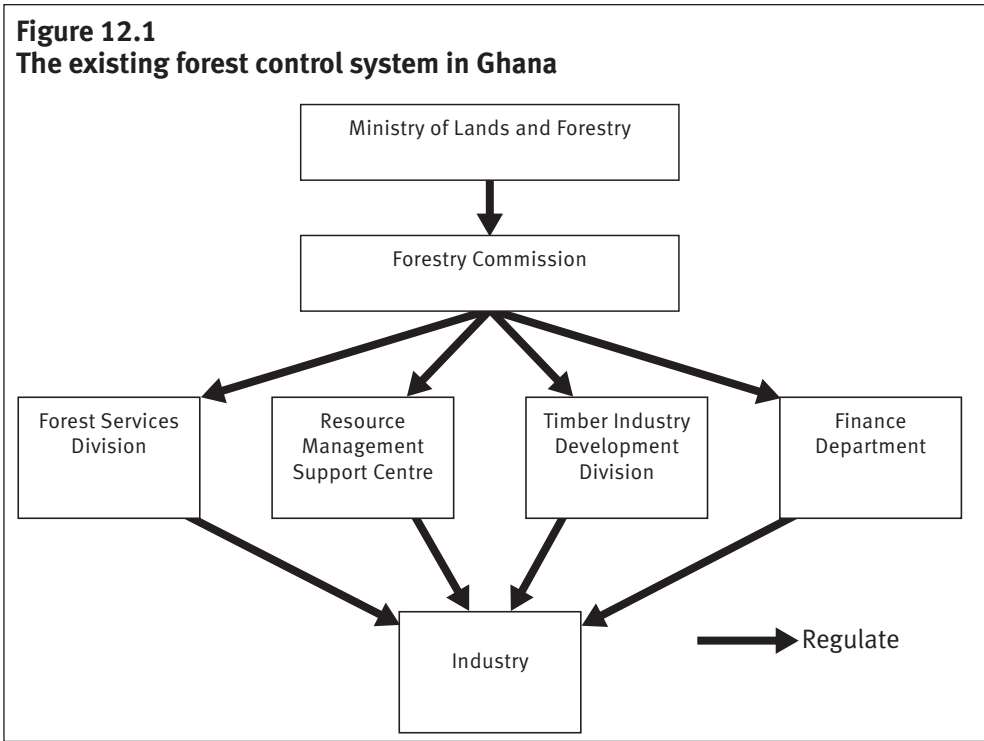 Figure 12.1
The existing forest control system in Ghana
Ministry of Lands and Forestry
Forestry Commission
Forest Services
Division
Resource
Management
Support Centre
Timber Industry
Development
Division
Finance
Department
Industry
Regulate